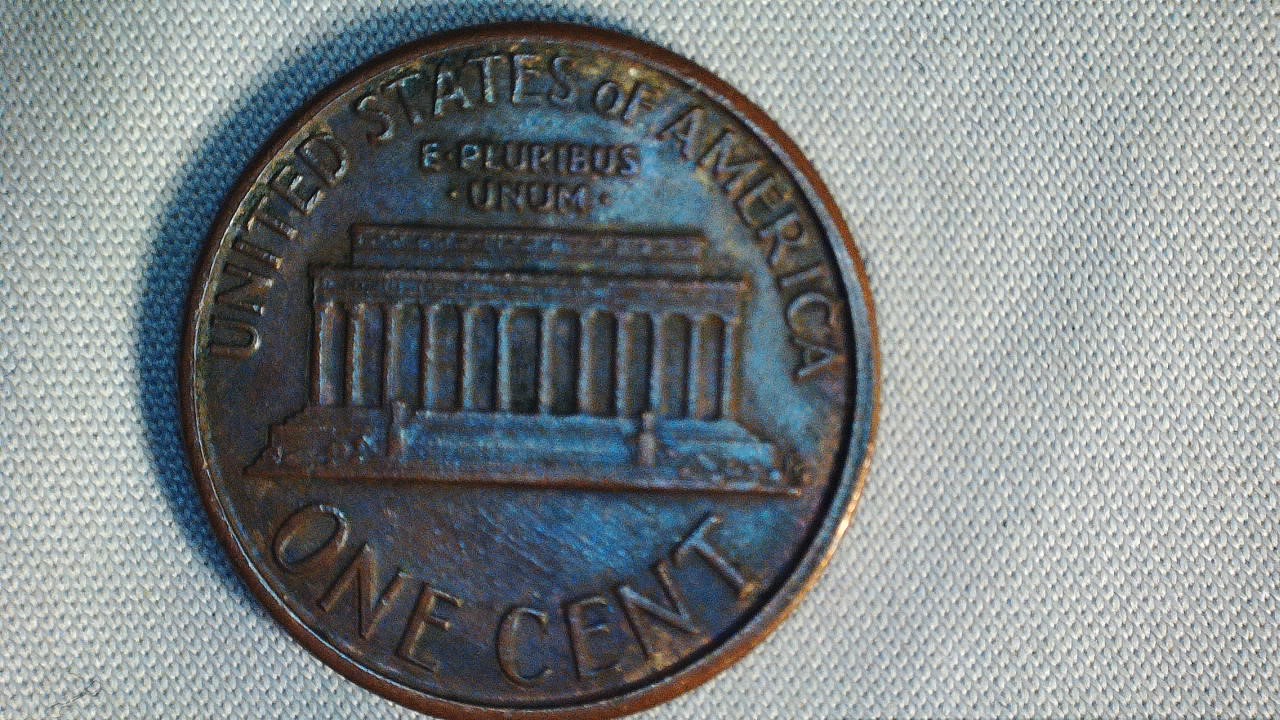 UNITED STATES OF AMERICA
E·PLURIBUS
·UNUM·
ONE CENT